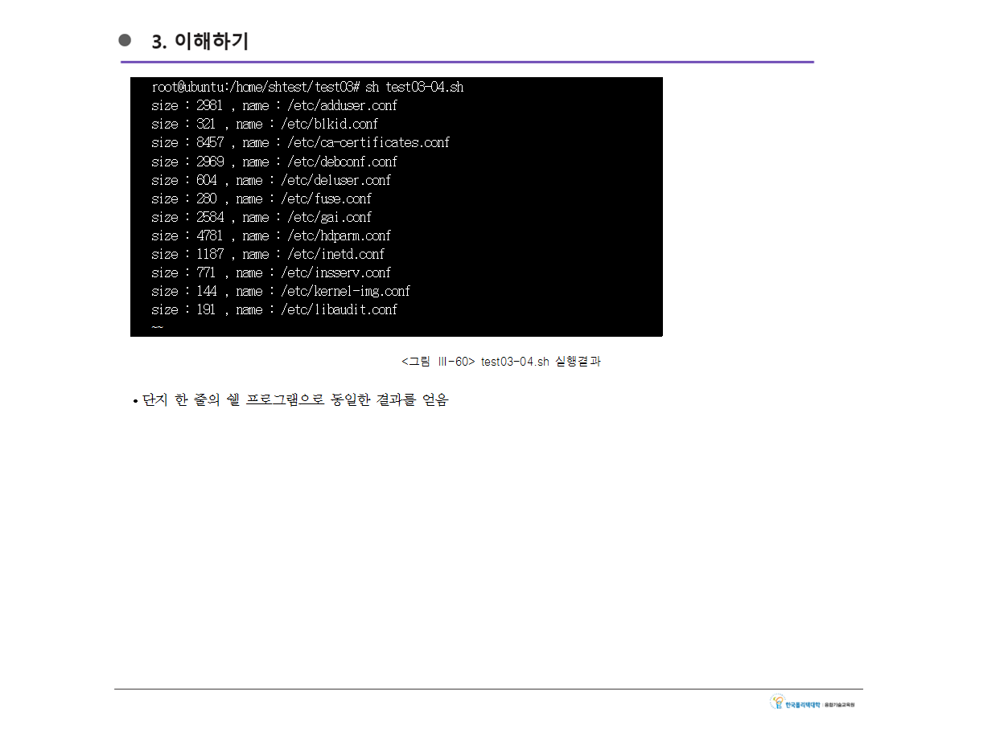 ● 3. 이해하기
root@ubuntu:/home/shtest/test03# sh test03-04.sh
size : 2981 , name : /etc/adduser.conf
size : 321 , name : /etc/blkid.conf
size : 8457 , name : /etc/ca-certificates.conf
size : 2969 , name : /etc/debconf.conf
size : 604 , name : /etc/deluser.conf
size : 280 , name : /etc/fuse.conf
size : 2584 , name : /etc/gai.conf
size : 4781 , name : /etc/hdparm.conf
size : 1187 , name : /etc/inetd.conf
size : 771 , name : /etc/insserv.conf
size : 144 , name : /etc/kernel-img.conf
size : 191 , name : /etc/libaudit.conf
~~
<그림 Ⅲ-60> test03-04.sh 실행결과
• 단지 한 줄의 쉘 프로그램으로 동일한 결과를 얻음
한국폴리텍대학 | 융합기술교육원